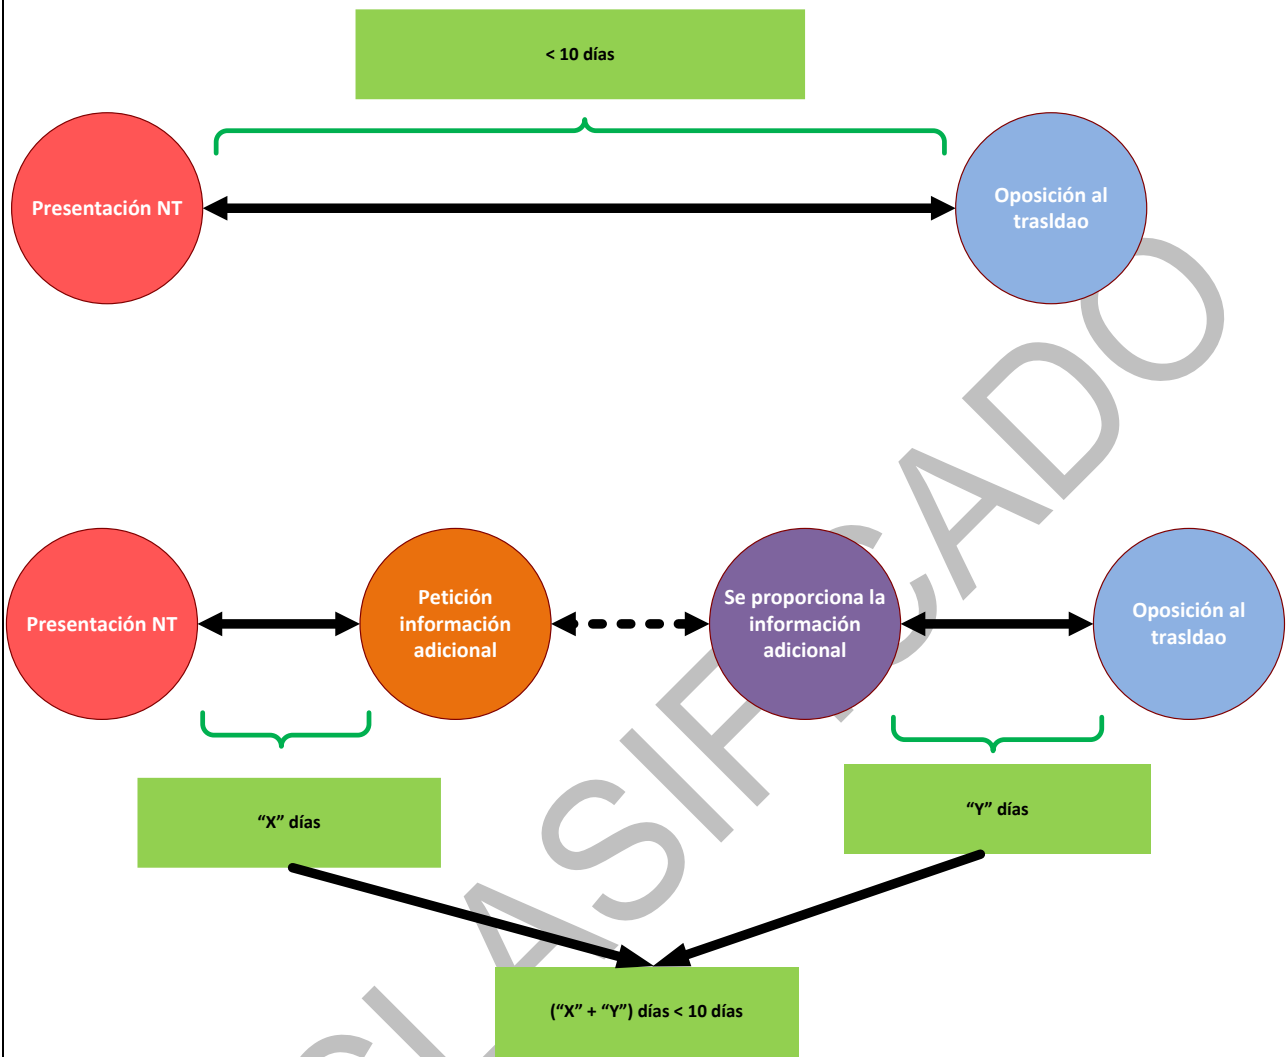 < 10 días
Presentación NT
Oposición al
trasldao
Presentación NT
Petición
información
adicional
Se proporciona la
información
adicional
Oposición al
trasldao
“X” días
“Y” días
(“X” + “Y”) días < 10 días